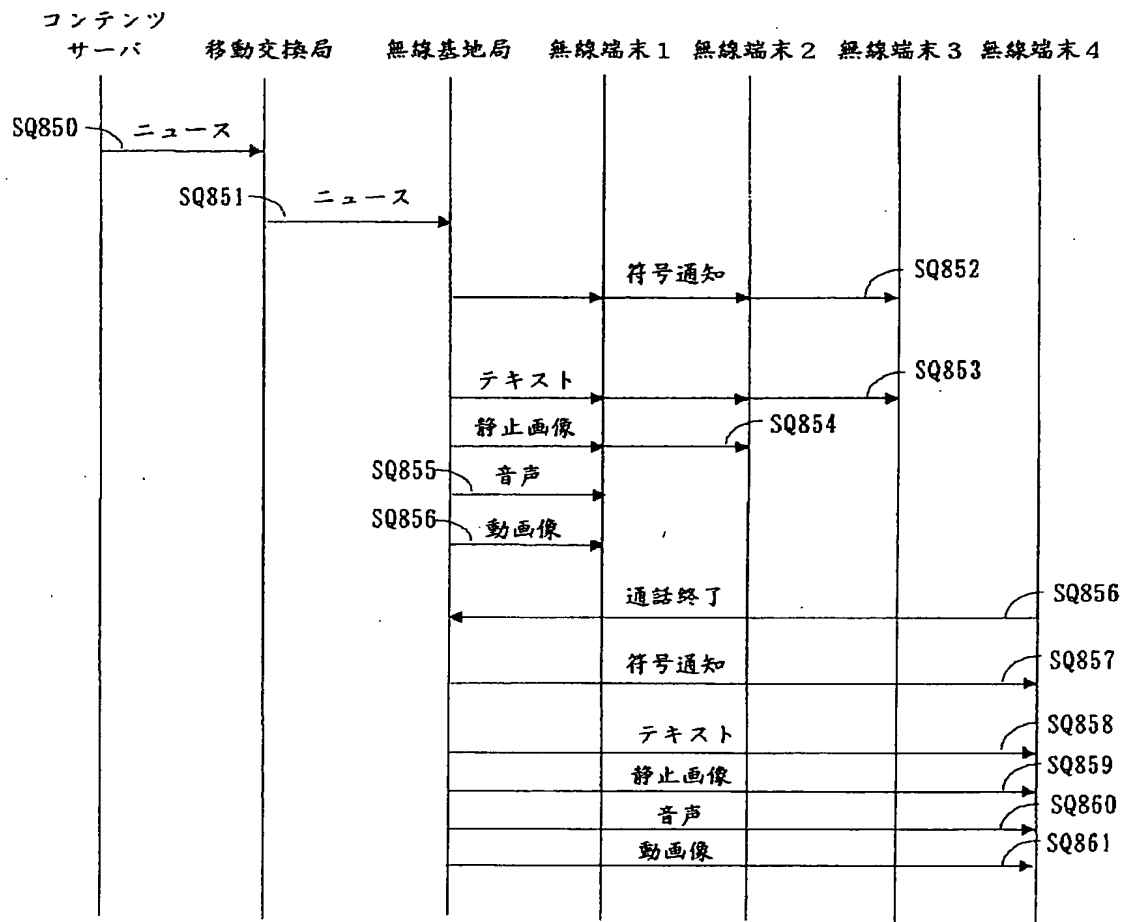 コンテンツ
サーバ 移動交換局 無線基地局 無線端末1 無線端末2 無線端末3 無線端末4
SQ850 ニュース
SQ851 ニュース
符号通知 SQ852
テキスト SQ853
静止画像 SQ854
SQ855 音声
SQ856 動画像
通話終了 SQ856
符号通知 SQ857
テキスト SQ858
静止画像 SQ859
音声 SQ860
動画像 SQ861